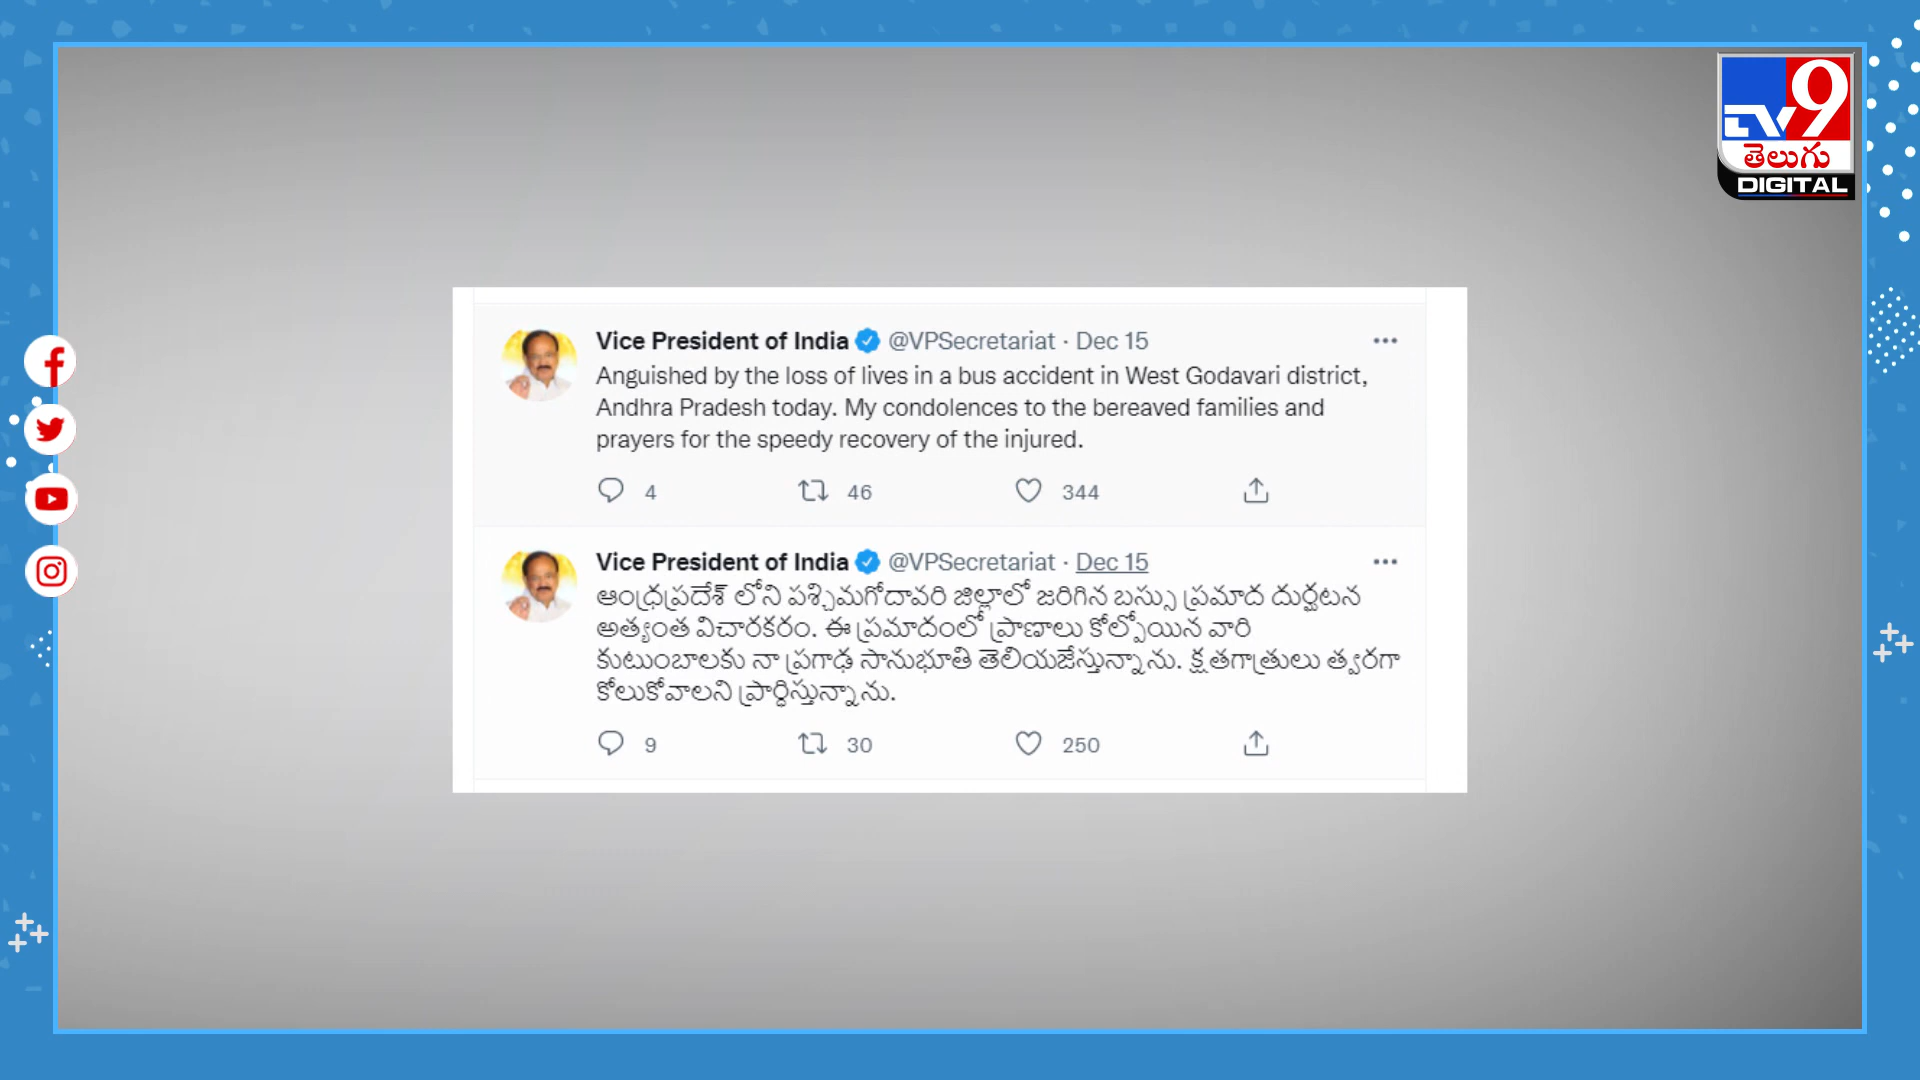 TV9
తెలుగు
DIGITAL
Vice President of India @VPSecretariat · Dec 15
Anguished by the loss of lives in a bus accident in West Godavari district,
Andhra Pradesh today. My condolences to the bereaved families and
prayers for the speedy recovery of the injured.
4 46 344
Vice President of India @VPSecretariat · Dec 15
ఆంధ్రప్రదేశ్ లోని పశ్చిమగోదావరి జిల్లాలో జరిగిన బస్సు ప్రమాద దుర్ఘటన
అత్యంత విచారకరం. ఈ ప్రమాదంలో ప్రాణాలు కోల్పోయిన వారి
కుటుంబాలకు నా ప్రగాఢ సానుభూతి తెలియజేస్తున్నాను. క్షతగాత్రులు త్వరగా
కోలుకోవాలని ప్రార్థిస్తున్నాను.
9 30 250